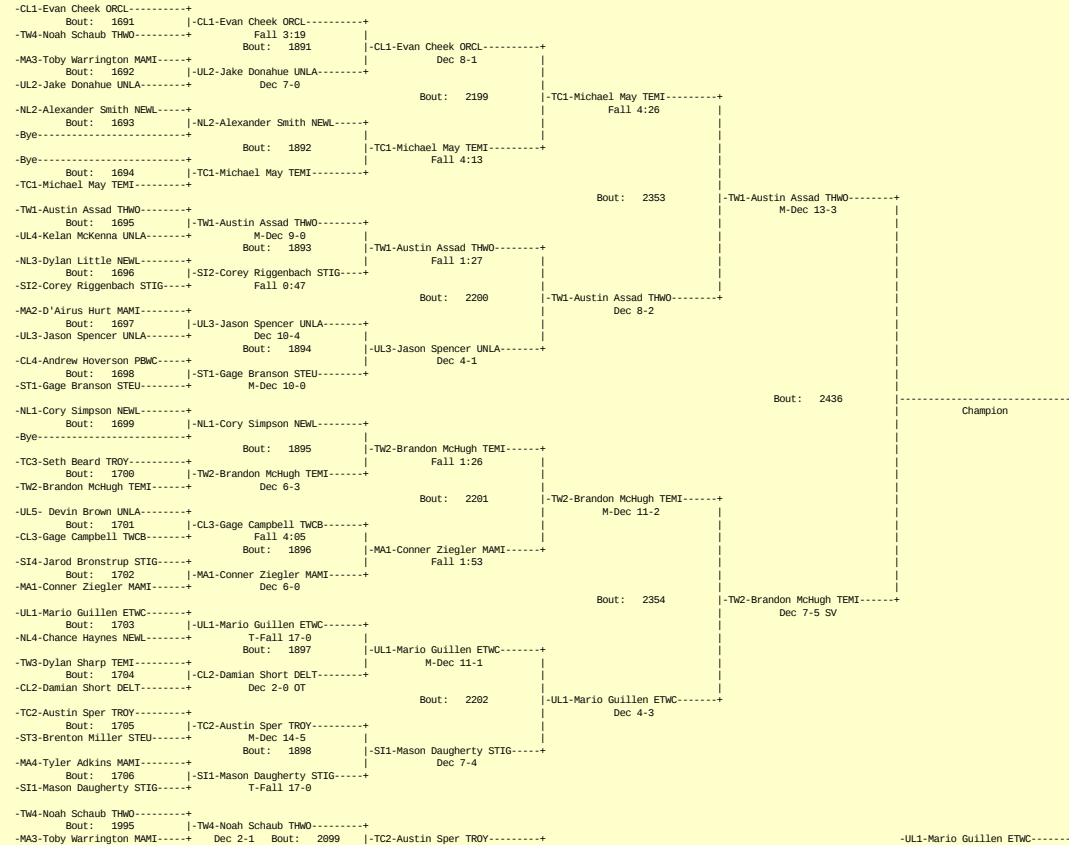 -CL1-Evan Cheek ORCL----------+
Bout: 1691 |-CL1-Evan Cheek ORCL----------+
-TW4-Noah Schaub THWO---------+ Fall 3:19 |
Bout: 1891 |-CL1-Evan Cheek ORCL----------+
-MA3-Toby Warrington MAMI-----+ | Dec 8-1 |
Bout: 1692 |-UL2-Jake Donahue UNLA--------+ |
-UL2-Jake Donahue UNLA--------+ Dec 7-0 |
Bout: 2199 |-TC1-Michael May TEMI---------+
-NL2-Alexander Smith NEWL-----+ | Fall 4:26 |
Bout: 1693 |-NL2-Alexander Smith NEWL-----+ | |
-Bye--------------------------+ | | |
Bout: 1892 |-TC1-Michael May TEMI---------+ |
-Bye--------------------------+ | Fall 4:13 |
Bout: 1694 |-TC1-Michael May TEMI---------+ |
-TC1-Michael May TEMI---------+ |
Bout: 2353 |-TW1-Austin Assad THWO--------+
-TW1-Austin Assad THWO--------+ | M-Dec 13-3 |
Bout: 1695 |-TW1-Austin Assad THWO--------+ | |
-UL4-Kelan McKenna UNLA-------+ M-Dec 9-0 | | |
Bout: 1893 |-TW1-Austin Assad THWO--------+ | |
-NL3-Dylan Little NEWL--------+ | Fall 1:27 | | |
Bout: 1696 |-SI2-Corey Riggenbach STIG----+ | | |
-SI2-Corey Riggenbach STIG----+ Fall 0:47 | | |
Bout: 2200 |-TW1-Austin Assad THWO--------+ |
-MA2-D'Airus Hurt MAMI--------+ | Dec 8-2 |
Bout: 1697 |-UL3-Jason Spencer UNLA-------+ | |
-UL3-Jason Spencer UNLA-------+ Dec 10-4 | | |
Bout: 1894 |-UL3-Jason Spencer UNLA-------+ |
-CL4-Andrew Hoverson PBWC-----+ | Dec 4-1 |
Bout: 1698 |-ST1-Gage Branson STEU--------+ |
-ST1-Gage Branson STEU--------+ M-Dec 10-0 |
Bout: 2436 |------------------------------
-NL1-Cory Simpson NEWL--------+ | Champion
Bout: 1699 |-NL1-Cory Simpson NEWL--------+ |
-Bye--------------------------+ | |
Bout: 1895 |-TW2-Brandon McHugh TEMI------+ |
-TC3-Seth Beard TROY----------+ | Fall 1:26 | |
Bout: 1700 |-TW2-Brandon McHugh TEMI------+ | |
-TW2-Brandon McHugh TEMI------+ Dec 6-3 | |
Bout: 2201 |-TW2-Brandon McHugh TEMI------+ |
-UL5- Devin Brown UNLA--------+ | M-Dec 11-2 | |
Bout: 1701 |-CL3-Gage Campbell TWCB-------+ | | |
-CL3-Gage Campbell TWCB-------+ Fall 4:05 | | | |
Bout: 1896 |-MA1-Conner Ziegler MAMI------+ | |
-SI4-Jarod Bronstrup STIG-----+ | Fall 1:53 | |
Bout: 1702 |-MA1-Conner Ziegler MAMI------+ | |
-MA1-Conner Ziegler MAMI------+ Dec 6-0 | |
Bout: 2354 |-TW2-Brandon McHugh TEMI------+
-UL1-Mario Guillen ETWC-------+ | Dec 7-5 SV
Bout: 1703 |-UL1-Mario Guillen ETWC-------+ |
-NL4-Chance Haynes NEWL-------+ T-Fall 17-0 | |
Bout: 1897 |-UL1-Mario Guillen ETWC-------+ |
-TW3-Dylan Sharp TEMI---------+ | M-Dec 11-1 | |
Bout: 1704 |-CL2-Damian Short DELT--------+ | |
-CL2-Damian Short DELT--------+ Dec 2-0 OT | |
Bout: 2202 |-UL1-Mario Guillen ETWC-------+
-TC2-Austin Sper TROY---------+ | Dec 4-3
Bout: 1705 |-TC2-Austin Sper TROY---------+ |
-ST3-Brenton Miller STEU------+ M-Dec 14-5 | |
Bout: 1898 |-SI1-Mason Daugherty STIG-----+
-MA4-Tyler Adkins MAMI--------+ | Dec 7-4
Bout: 1706 |-SI1-Mason Daugherty STIG-----+
-SI1-Mason Daugherty STIG-----+ T-Fall 17-0
-TW4-Noah Schaub THWO---------+
Bout: 1995 |-TW4-Noah Schaub THWO---------+
-MA3-Toby Warrington MAMI-----+ Dec 2-1 Bout: 2099 |-TC2-Austin Sper TROY---------+ -UL1-Mario Guillen ETWC------